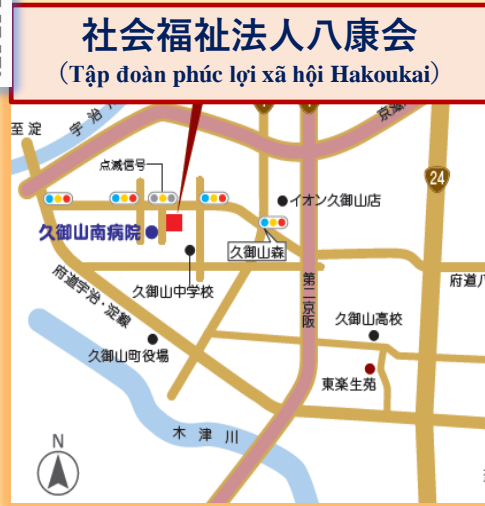 社会福祉法人八康会
（Tập đoàn phúc lợi xã hội Hakoukai）
至淀
宇治
京滋
点滅信号
24
イオン久御山店
久御山南病院
久御山森
久御山中学校
府道宇治・淀線
第二京阪
府道八
久御山高校
久御山町役場
東楽生苑
木津川
N